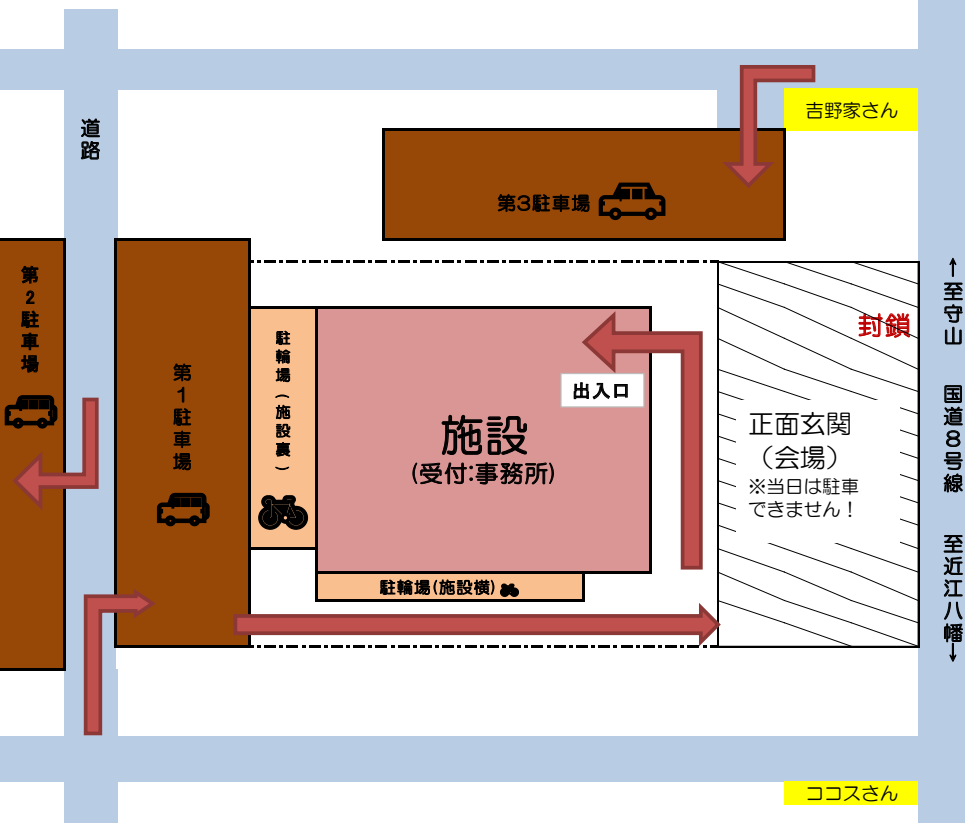 吉野家さん
道路
第3駐車場
第2駐車場
第1駐車場
駐輪場(施設裏)
封鎖
出入口
施設
(受付:事務所)
正面玄関
(会場)
※当日は駐車
できません！
駐輪場(施設横)
↑至守山　国道8号線　至近江八幡↓
ココスさん